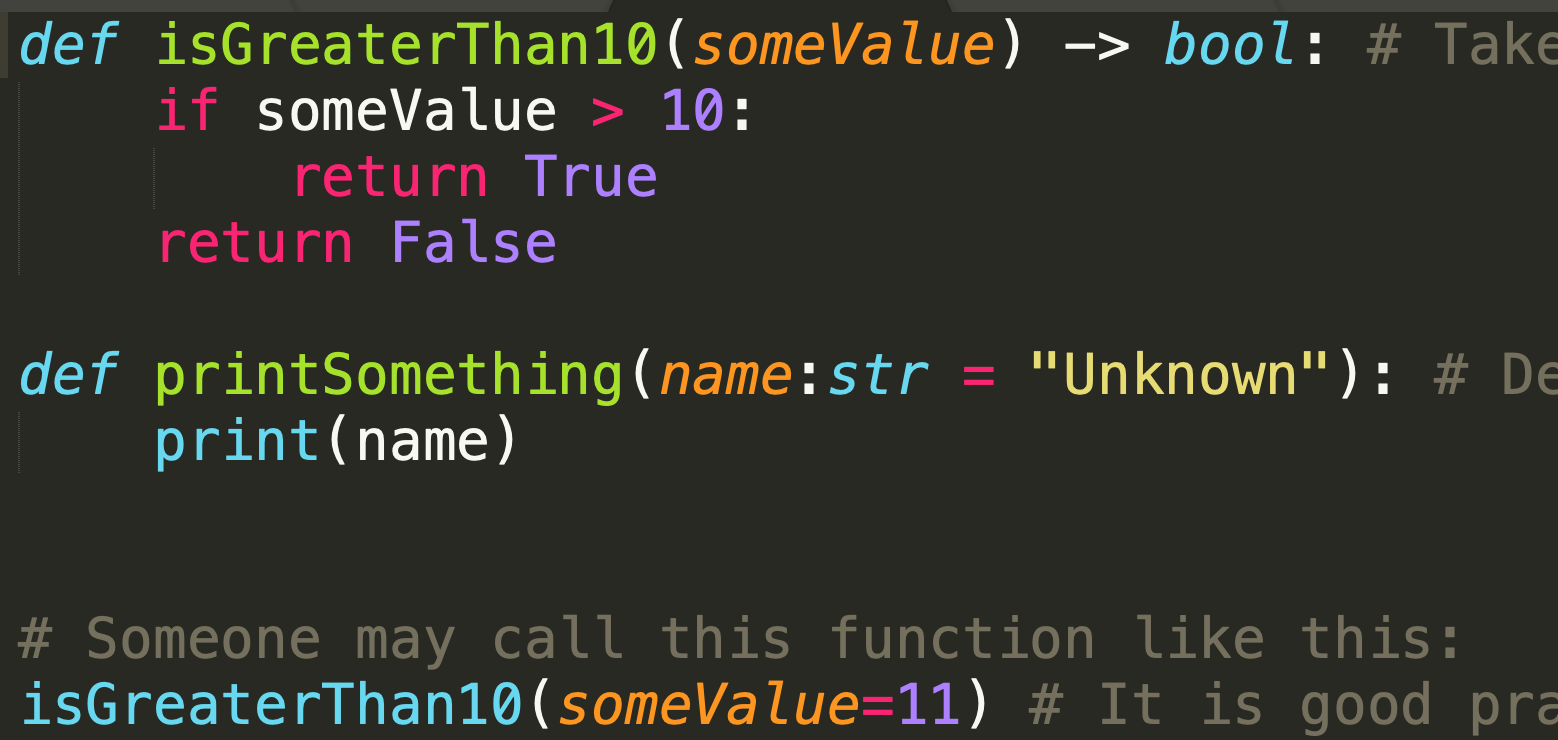 def isGreaterThan10(someValue) -> bool: # Take
    if someValue > 10:
        return True
    return False

def printSomething(name:str = "Unknown"): # De
    print(name)

# Someone may call this function like this:
isGreaterThan10(someValue=11) # It is good pra